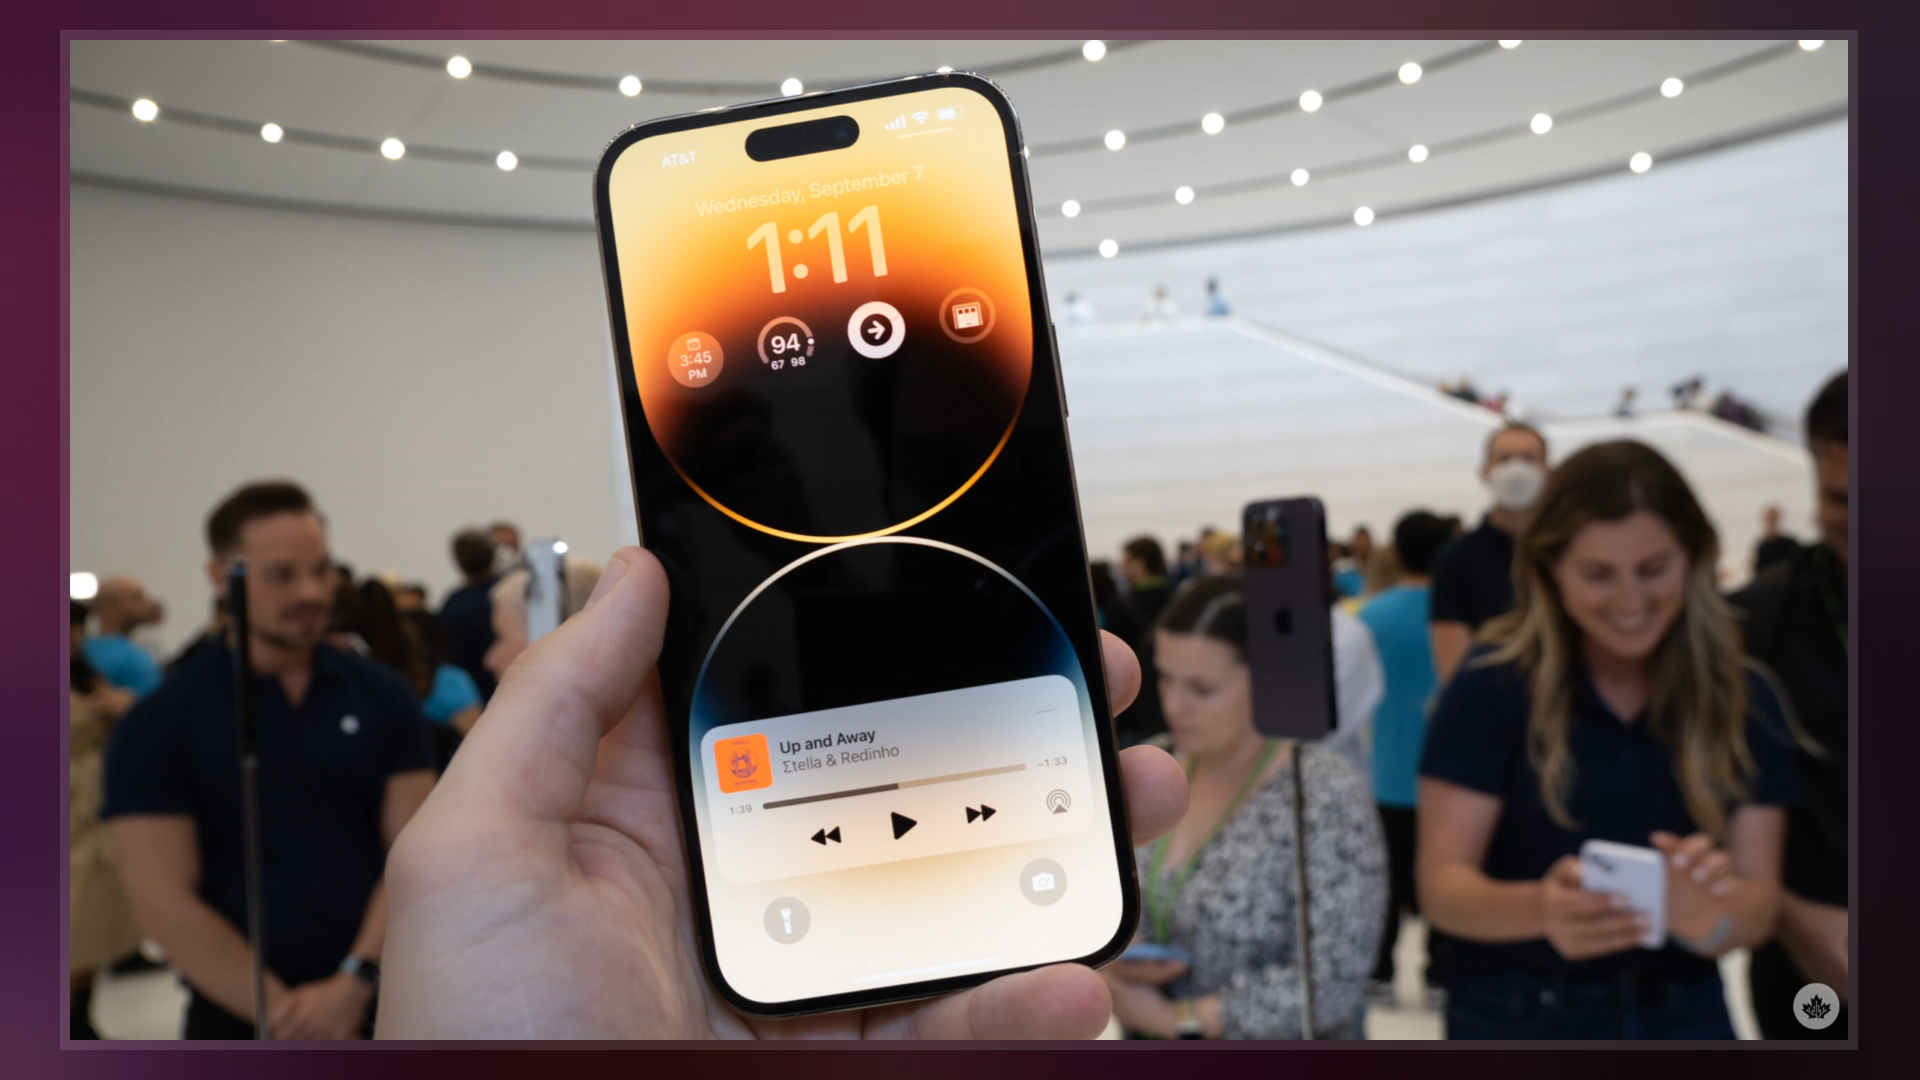 AT&T
Wednesday, September 7
1:11
3:45
PM
94
67 98
Up and Away
Σtella & Redinho
1:39
-1:33